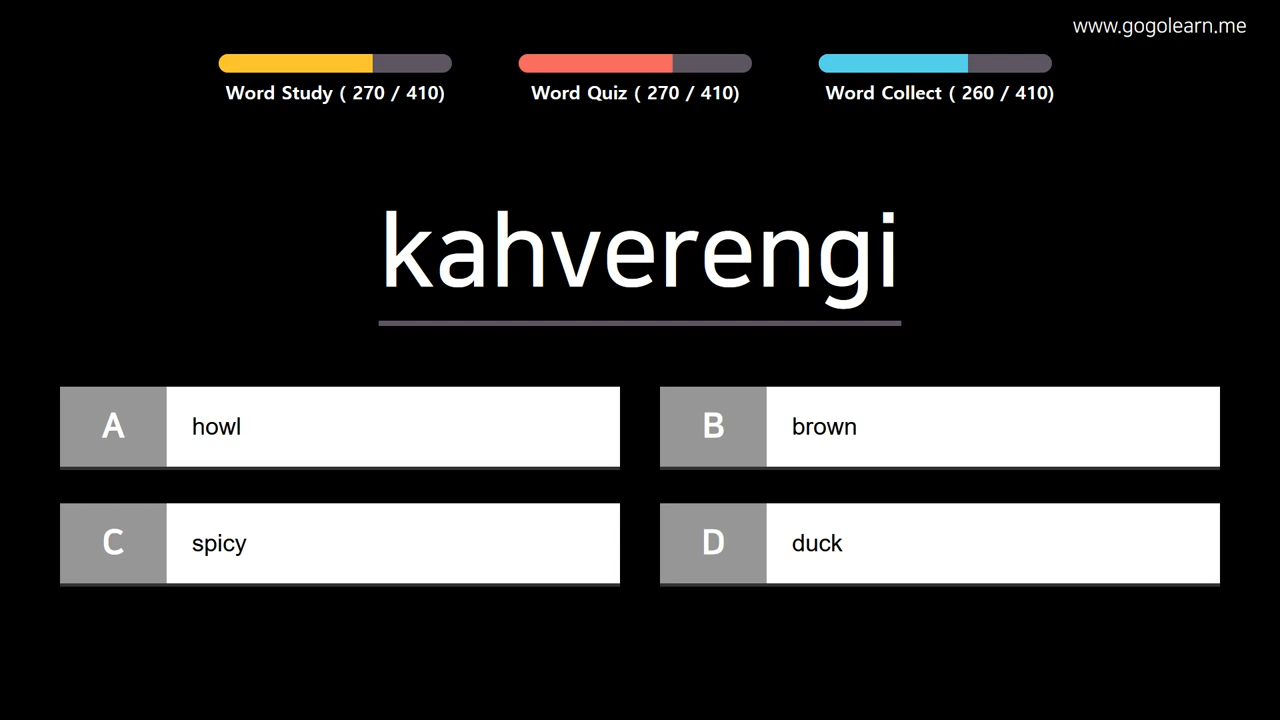 www.gogolearn.me
Word Study ( 270 / 410)
Word Quiz ( 270 / 410)
Word Collect ( 260 / 410)
kahverengi
A howl
B brown
C spicy
D duck